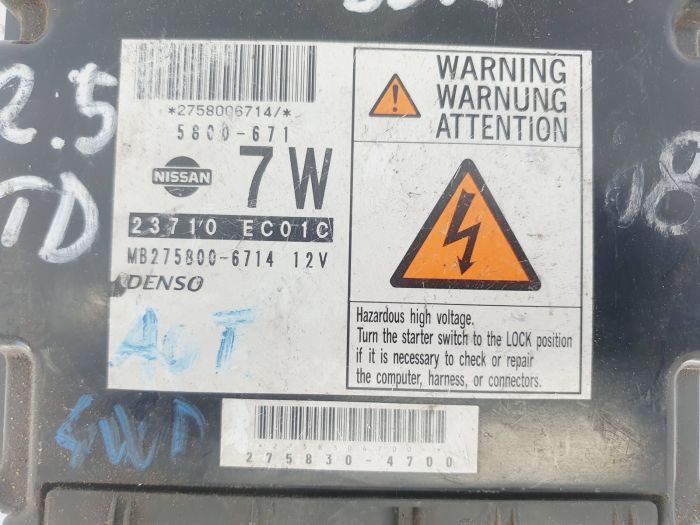 2.5
TD
08
*2758006714/*
5800-671
NISSAN
7W
23710 EC01C
MB275800-6714 12V
DENSO
AUT
4WD
WARNING
WARNUNG
ATTENTION
Hazardous high voltage.
Turn the starter switch to the LOCK position
if it is necessary to check or repair
the computer, harness, or connectors.
275830-4700